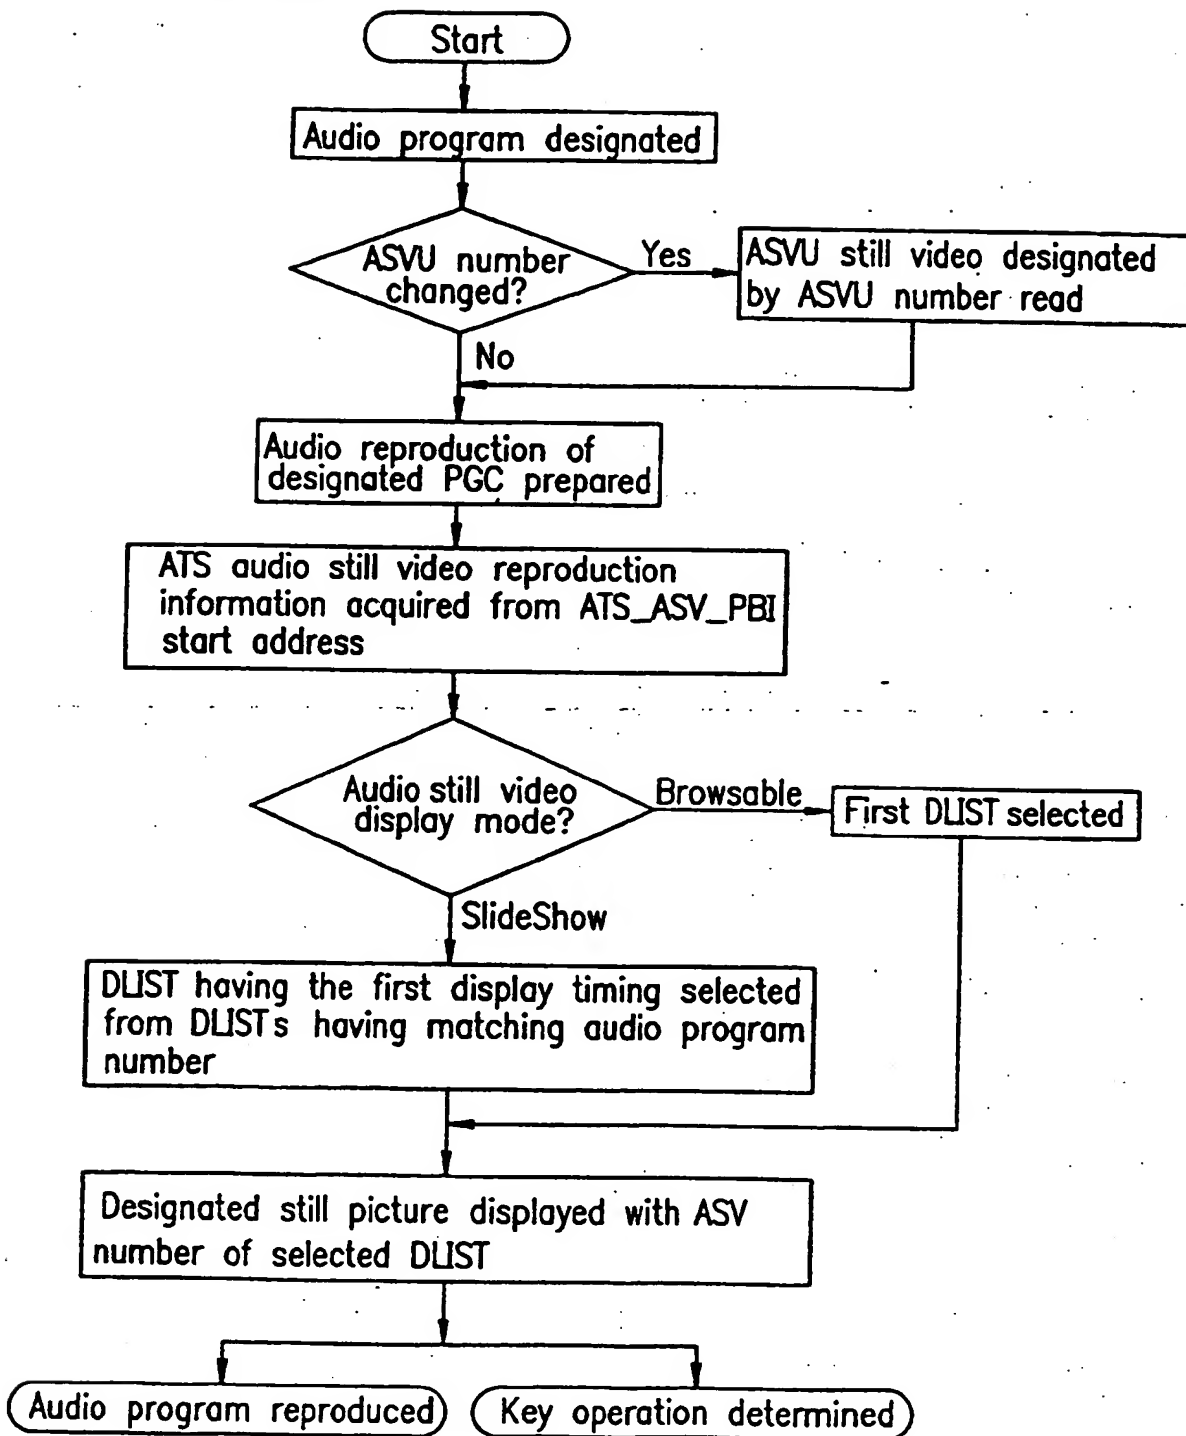 Start
Audio program designated
ASVU number
changed?
Yes
ASVU still video designated
by ASVU number read
No
Audio reproduction of
designated PGC prepared
ATS audio still video reproduction
information acquired from ATS_ASV_PBI
start address
Audio still video
display mode?
Browsable
First DLIST selected
SlideShow
DLIST having the first display timing selected
from DLISTs having matching audio program
number
Designated still picture displayed with ASV
number of selected DLIST
Audio program reproduced
Key operation determined